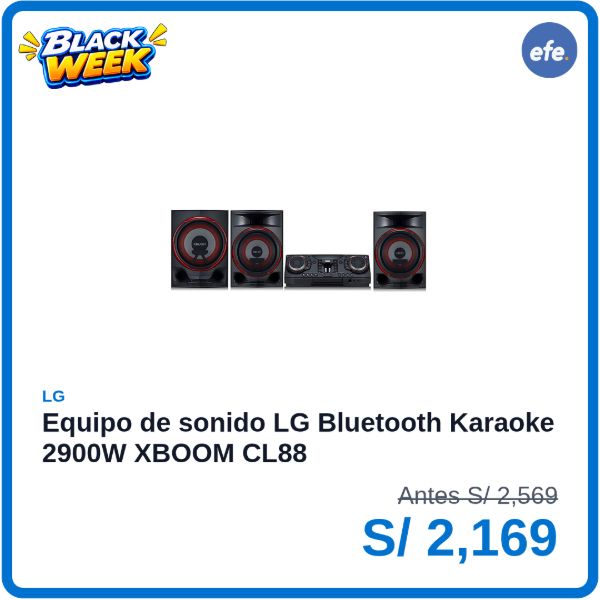 BLACK
WEEK
efe.
LG
Equipo de sonido LG Bluetooth Karaoke
2900W XBOOM CL88
Antes S/ 2,569
S/ 2,169